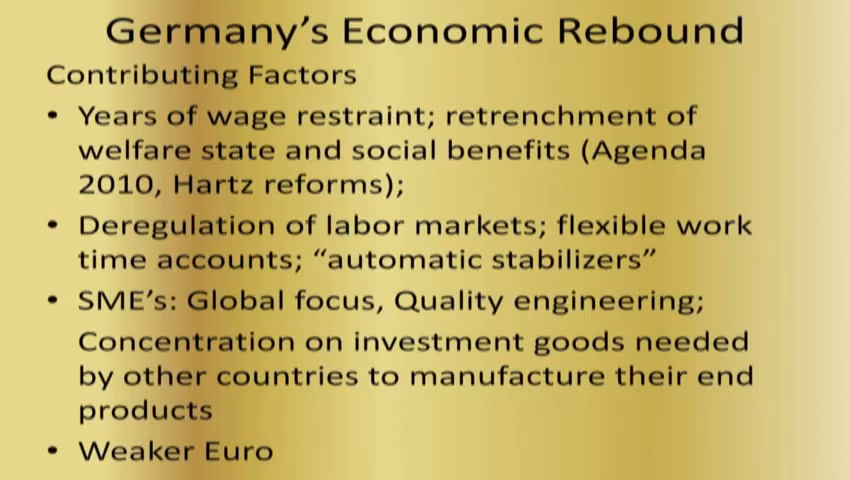 Germany’s Economic Rebound
Contributing Factors
• Years of wage restraint; retrenchment of
welfare state and social benefits (Agenda
2010, Hartz reforms);
• Deregulation of labor markets; flexible work
time accounts; “automatic stabilizers”
• SME’s: Global focus, Quality engineering;
Concentration on investment goods needed
by other countries to manufacture their end
products
• Weaker Euro